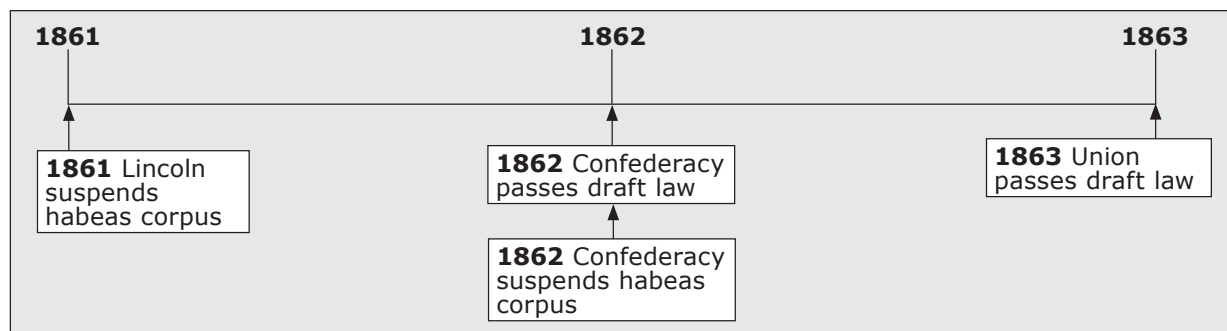 1861
1862
1863
1861 Lincoln
suspends
habeas corpus
1862 Confederacy
passes draft law
1863 Union
passes draft law
1862 Confederacy
suspends habeas
corpus